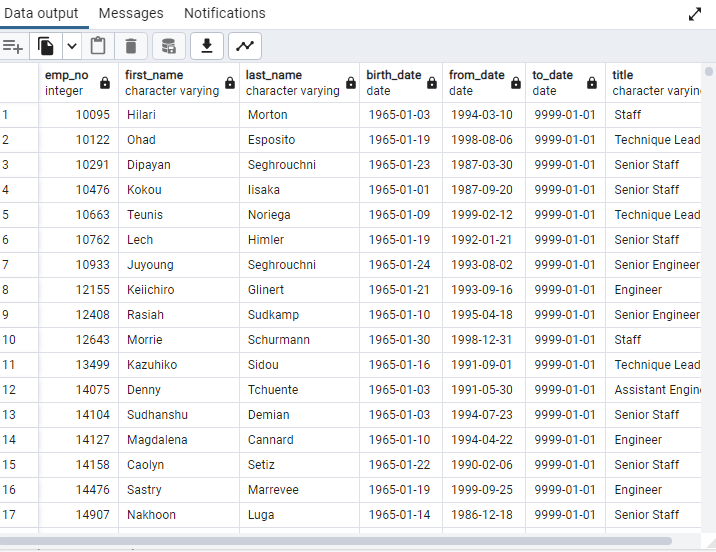 Data output Messages Notifications
emp_no first_name last_name birth_date from_date to_date title
integer character varying character varying date date date character varyin
1 10095 Hilari Morton 1965-01-03 1994-03-10 9999-01-01 Staff
2 10122 Ohad Esposito 1965-01-19 1998-08-06 9999-01-01 Technique Lead
3 10291 Dipayan Seghrouchni 1965-01-23 1987-03-30 9999-01-01 Senior Staff
4 10476 Kokou Iisaka 1965-01-01 1987-09-20 9999-01-01 Senior Staff
5 10663 Teunis Noriega 1965-01-09 1999-02-12 9999-01-01 Technique Lead
6 10762 Lech Himler 1965-01-19 1992-01-21 9999-01-01 Senior Staff
7 10933 Juyoung Seghrouchni 1965-01-24 1993-08-02 9999-01-01 Senior Engineer
8 12155 Keiichiro Glinert 1965-01-21 1993-09-16 9999-01-01 Engineer
9 12408 Rasiah Sudkamp 1965-01-10 1995-04-18 9999-01-01 Senior Engineer
10 12643 Morrie Schurmann 1965-01-30 1998-12-31 9999-01-01 Staff
11 13499 Kazuhiko Sidou 1965-01-16 1991-09-01 9999-01-01 Technique Lead
12 14075 Denny Tchuente 1965-01-03 1991-05-30 9999-01-01 Assistant Engin
13 14104 Sudhanshu Demian 1965-01-03 1994-07-23 9999-01-01 Senior Staff
14 14127 Magdalena Cannard 1965-01-10 1994-04-22 9999-01-01 Engineer
15 14158 Caolyn Setiz 1965-01-22 1990-02-06 9999-01-01 Senior Staff
16 14476 Sastry Marrevee 1965-01-19 1999-09-25 9999-01-01 Engineer
17 14907 Nakhoon Luga 1965-01-14 1986-12-18 9999-01-01 Senior Staff